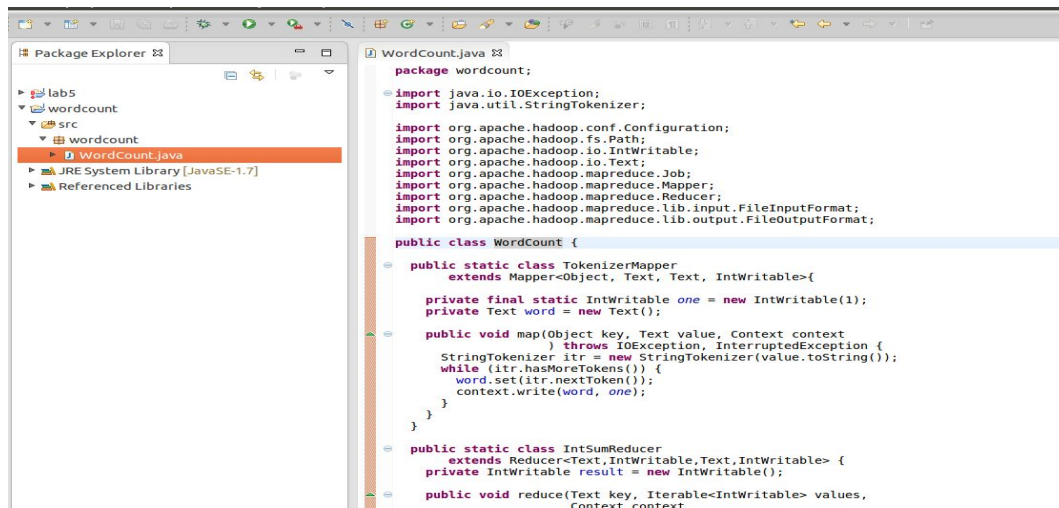 Package Explorer
lab5
wordcount
src
wordcount
WordCount.java
JRE System Library [JavaSE-1.7]
Referenced Libraries
WordCount.java
package wordcount;
import java.io.IOException;
import java.util.StringTokenizer;
import org.apache.hadoop.conf.Configuration;
import org.apache.hadoop.fs.Path;
import org.apache.hadoop.io.IntWritable;
import org.apache.hadoop.io.Text;
import org.apache.hadoop.mapreduce.Job;
import org.apache.hadoop.mapreduce.Mapper;
import org.apache.hadoop.mapreduce.Reducer;
import org.apache.hadoop.mapreduce.lib.input.FileInputFormat;
import org.apache.hadoop.mapreduce.lib.output.FileOutputFormat;
public class WordCount {
public static class TokenizerMapper
extends Mapper<Object, Text, Text, IntWritable>{
private final static IntWritable one = new IntWritable(1);
private Text word = new Text();
public void map(Object key, Text value, Context context
) throws IOException, InterruptedException {
StringTokenizer itr = new StringTokenizer(value.toString());
while (itr.hasMoreTokens()) {
word.set(itr.nextToken());
context.write(word, one);
}
}
}
public static class IntSumReducer
extends Reducer<Text,IntWritable,Text,IntWritable> {
private IntWritable result = new IntWritable();
public void reduce(Text key, Iterable<IntWritable> values,
Context context